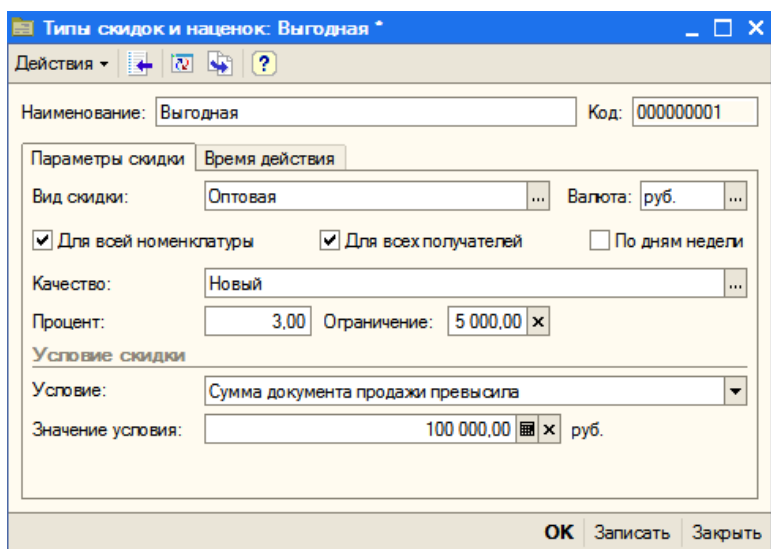 Типы скидок и наценок: Выгодная *
Действия
Наименование: Выгодная Код: 000000001
Параметры скидки Время действия
Вид скидки: Оптовая ... Валюта: руб. ...
Для всей номенклатуры Для всех получателей По дням недели
Качество: Новый ...
Процент: 3,00 Ограничение: 5 000,00
Условие скидки
Условие: Сумма документа продажи превысила
Значение условия: 100 000,00 руб.
OK Записать Закрыть